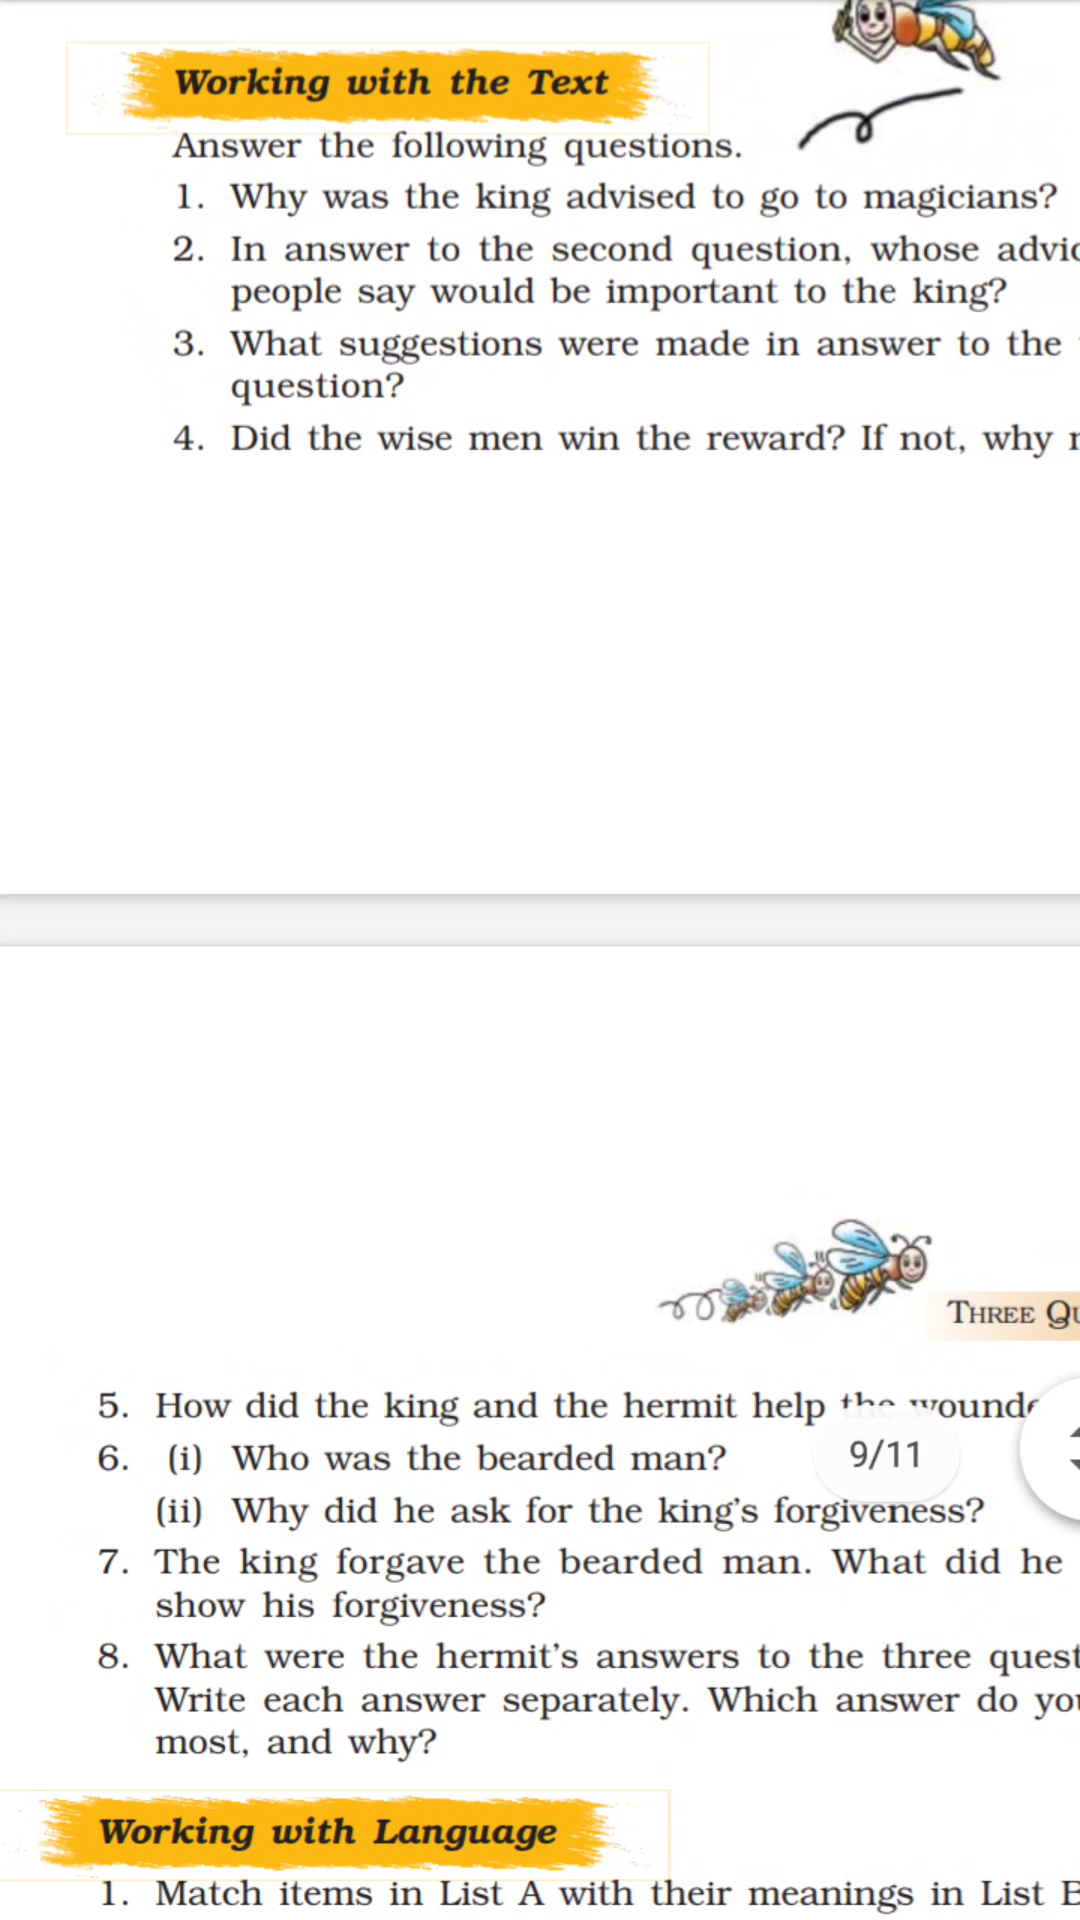 Working with the Text
Answer the following questions.
1. Why was the king advised to go to magicians?
2. In answer to the second question, whose
people say would be important to the king?
3. What suggestions were made in answer to the
question?
4. Did the wise men win the reward? If not, why
THREE
5. How did the king and the hermit help the
9/11
6. (i) Who was the bearded man?
(ii) Why did he ask for the king's forgiveness?
7. The king forgave the bearded man. What did he
show his forgiveness?
8. What were the hermit's answers to the three
Write each answer separately. Which answer do
most, and why?
Working with Language
1. Match items in List A with their meanings in List